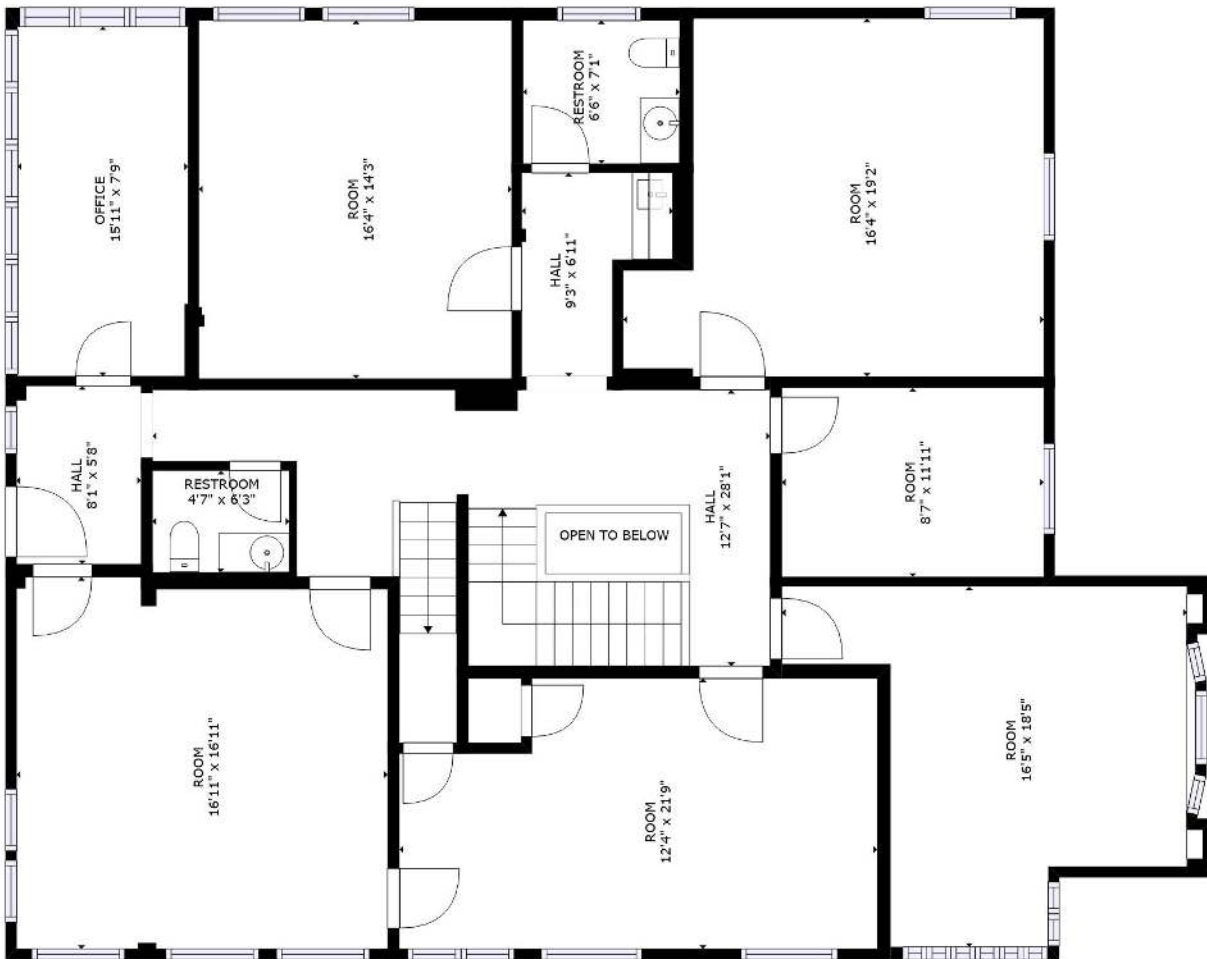 OFFICE
15'11" x 7'9"
ROOM
16'4" x 14'3"
RESTROOM
6'6" x 7'1"
HALL
9'3" x 6'11"
ROOM
16'4" x 19'2"
HALL
8'1" x 5'8"
RESTROOM
4'7" x 6'3"
OPEN TO BELOW
HALL
12'7" x 28'1"
ROOM
8'7" x 11'11"
ROOM
16'11" x 16'11"
ROOM
12'4" x 21'9"
ROOM
16'5" x 18'5"